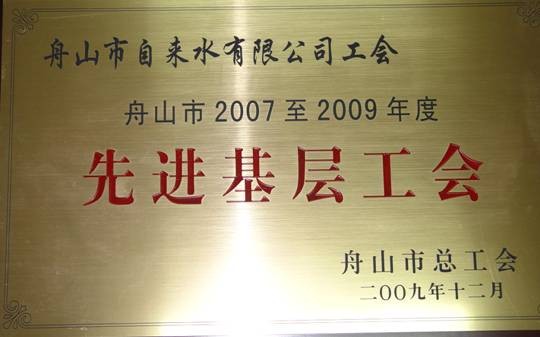 舟山市自来水有限公司工会
舟山市2007至2009年度
先进基层工会
舟山市总工会
二〇〇九年十二月